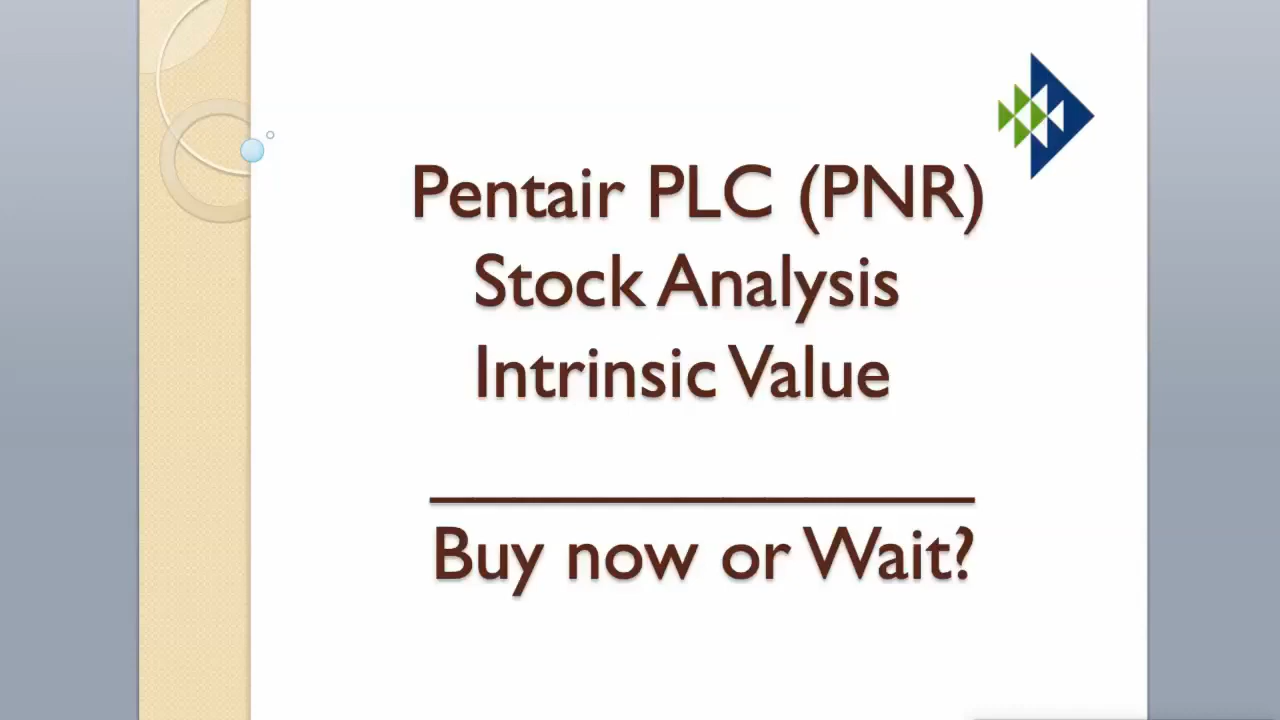 Pentair PLC (PNR)
Stock Analysis
Intrinsic Value
Buy now or Wait?